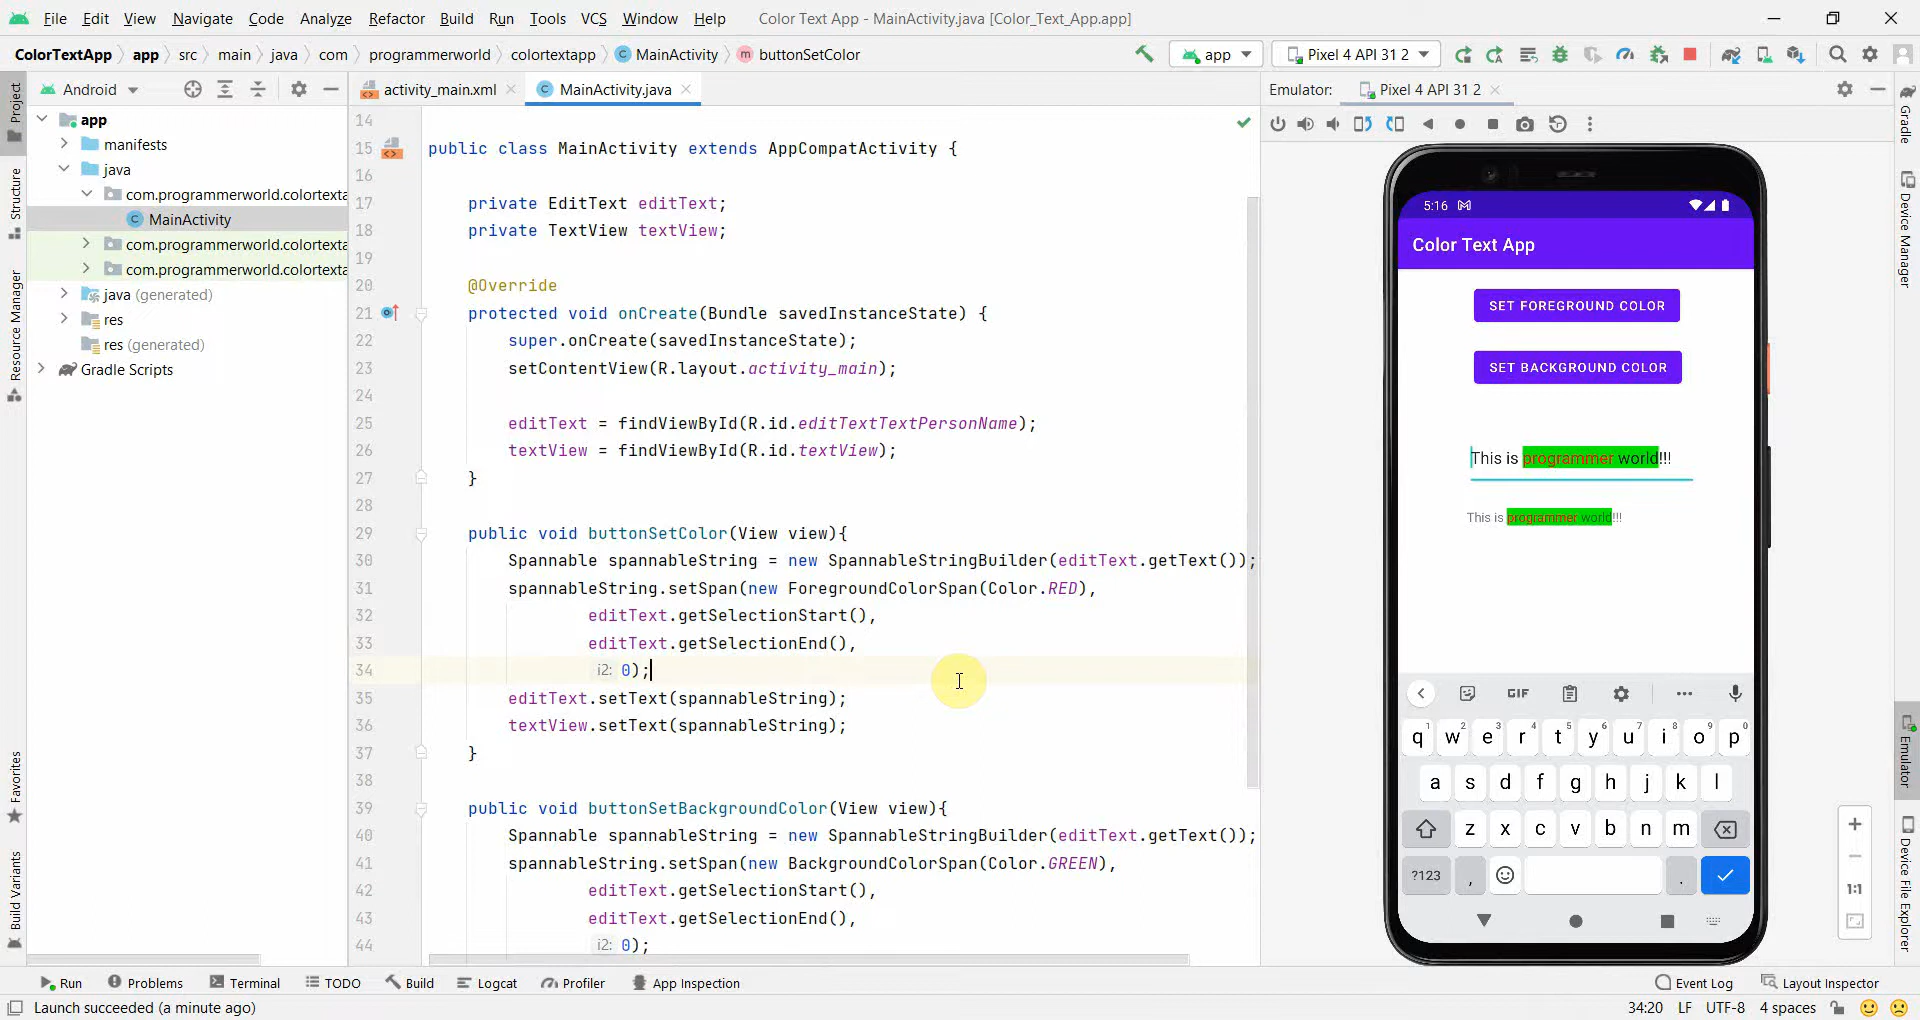 File Edit View Navigate Code Analyze Refactor Build Run Tools VCS Window Help Color Text App - MainActivity.java [Color_Text_App.app]
ColorTextApp app src main java com programmerworld colortextapp MainActivity buttonSetColor app Pixel 4 API 31 2
Android
activity_main.xml MainActivity.java
Emulator: Pixel 4 API 31 2
Project
Structure
Resource Manager
Favorites
Build Variants
app
manifests
java
com.programmerworld.colortexta
MainActivity
com.programmerworld.colortexta
com.programmerworld.colortexta
java (generated)
res
res (generated)
Gradle Scripts
14
15 public class MainActivity extends AppCompatActivity {
16
17 private EditText editText;
18 private TextView textView;
19
20 @Override
21 protected void onCreate(Bundle savedInstanceState) {
22 super.onCreate(savedInstanceState);
23 setContentView(R.layout.activity_main);
24
25 editText = findViewById(R.id.editTextTextPersonName);
26 textView = findViewById(R.id.textView);
27 }
28
29 public void buttonSetColor(View view){
30 Spannable spannableString = new SpannableStringBuilder(editText.getText());
31 spannableString.setSpan(new ForegroundColorSpan(Color.RED),
32 editText.getSelectionStart(),
33 editText.getSelectionEnd(),
34 i2: 0);
35 editText.setText(spannableString);
36 textView.setText(spannableString);
37 }
38
39 public void buttonSetBackgroundColor(View view){
40 Spannable spannableString = new SpannableStringBuilder(editText.getText());
41 spannableString.setSpan(new BackgroundColorSpan(Color.GREEN),
42 editText.getSelectionStart(),
43 editText.getSelectionEnd(),
44 i2: 0);
5:16
Color Text App
SET FOREGROUND COLOR
SET BACKGROUND COLOR
This is programmer world!!!
This is programmer world!!!
GIF
q1 w2 e3 r4 t5 y6 u7 i8 o9 p0
a s d f g h j k l
z x c v b n m
?123 , .
1:1
Gradle
Device Manager
Emulator
Device File Explorer
Run Problems Terminal TODO Build Logcat Profiler App Inspection Event Log Layout Inspector
Launch succeeded (a minute ago) 34:20 LF UTF-8 4 spaces